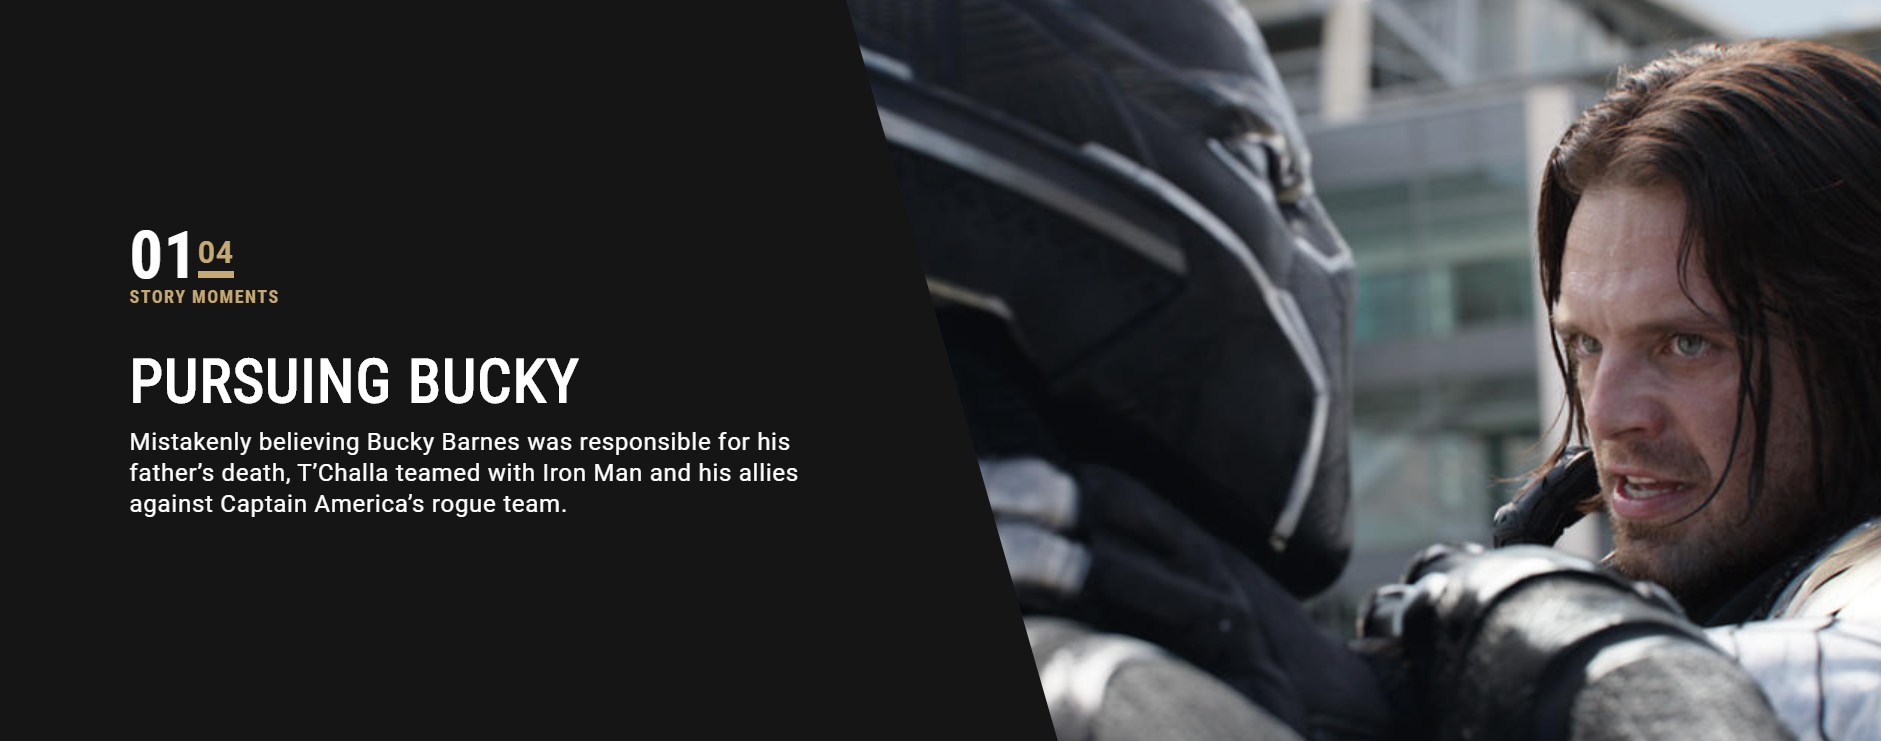 01 04
STORY MOMENTS
PURSUING BUCKY
Mistakenly believing Bucky Barnes was responsible for his
father’s death, T’Challa teamed with Iron Man and his allies
against Captain America’s rogue team.